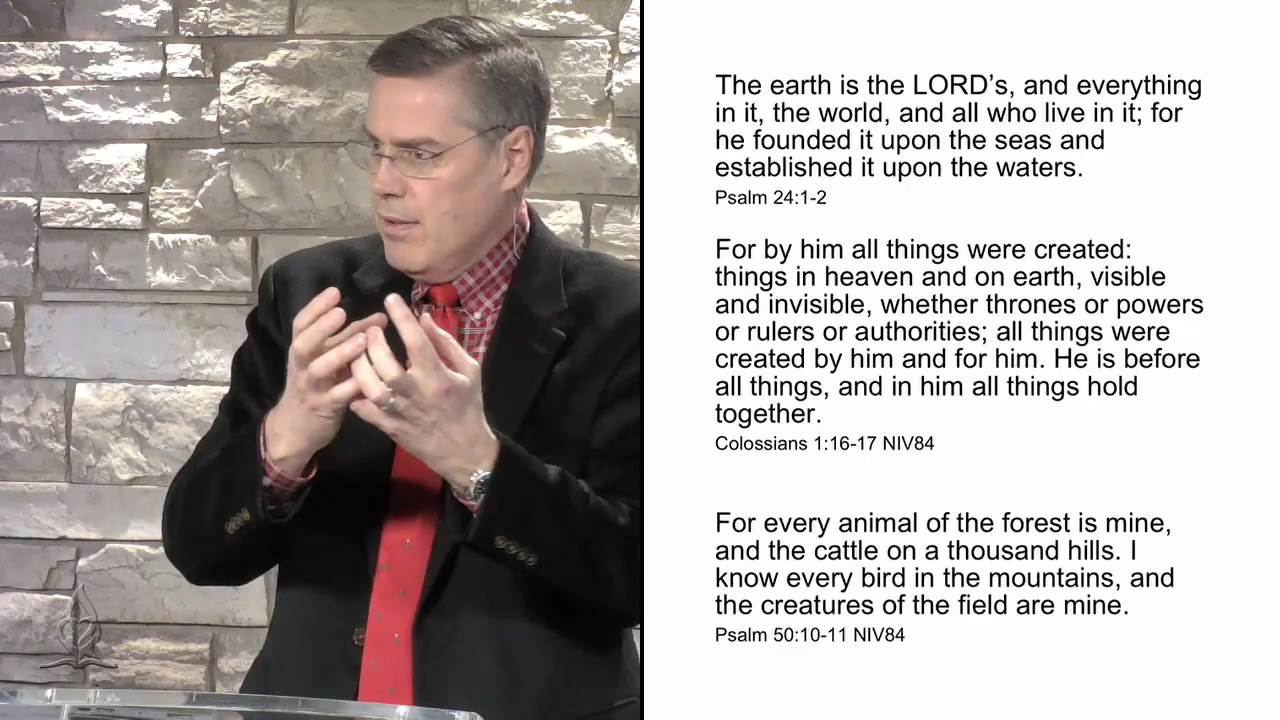 The earth is the LORD’s, and everything
in it, the world, and all who live in it; for
he founded it upon the seas and
established it upon the waters.
Psalm 24:1-2
For by him all things were created:
things in heaven and on earth, visible
and invisible, whether thrones or powers
or rulers or authorities; all things were
created by him and for him. He is before
all things, and in him all things hold
together.
Colossians 1:16-17 NIV84
For every animal of the forest is mine,
and the cattle on a thousand hills. I
know every bird in the mountains, and
the creatures of the field are mine.
Psalm 50:10-11 NIV84